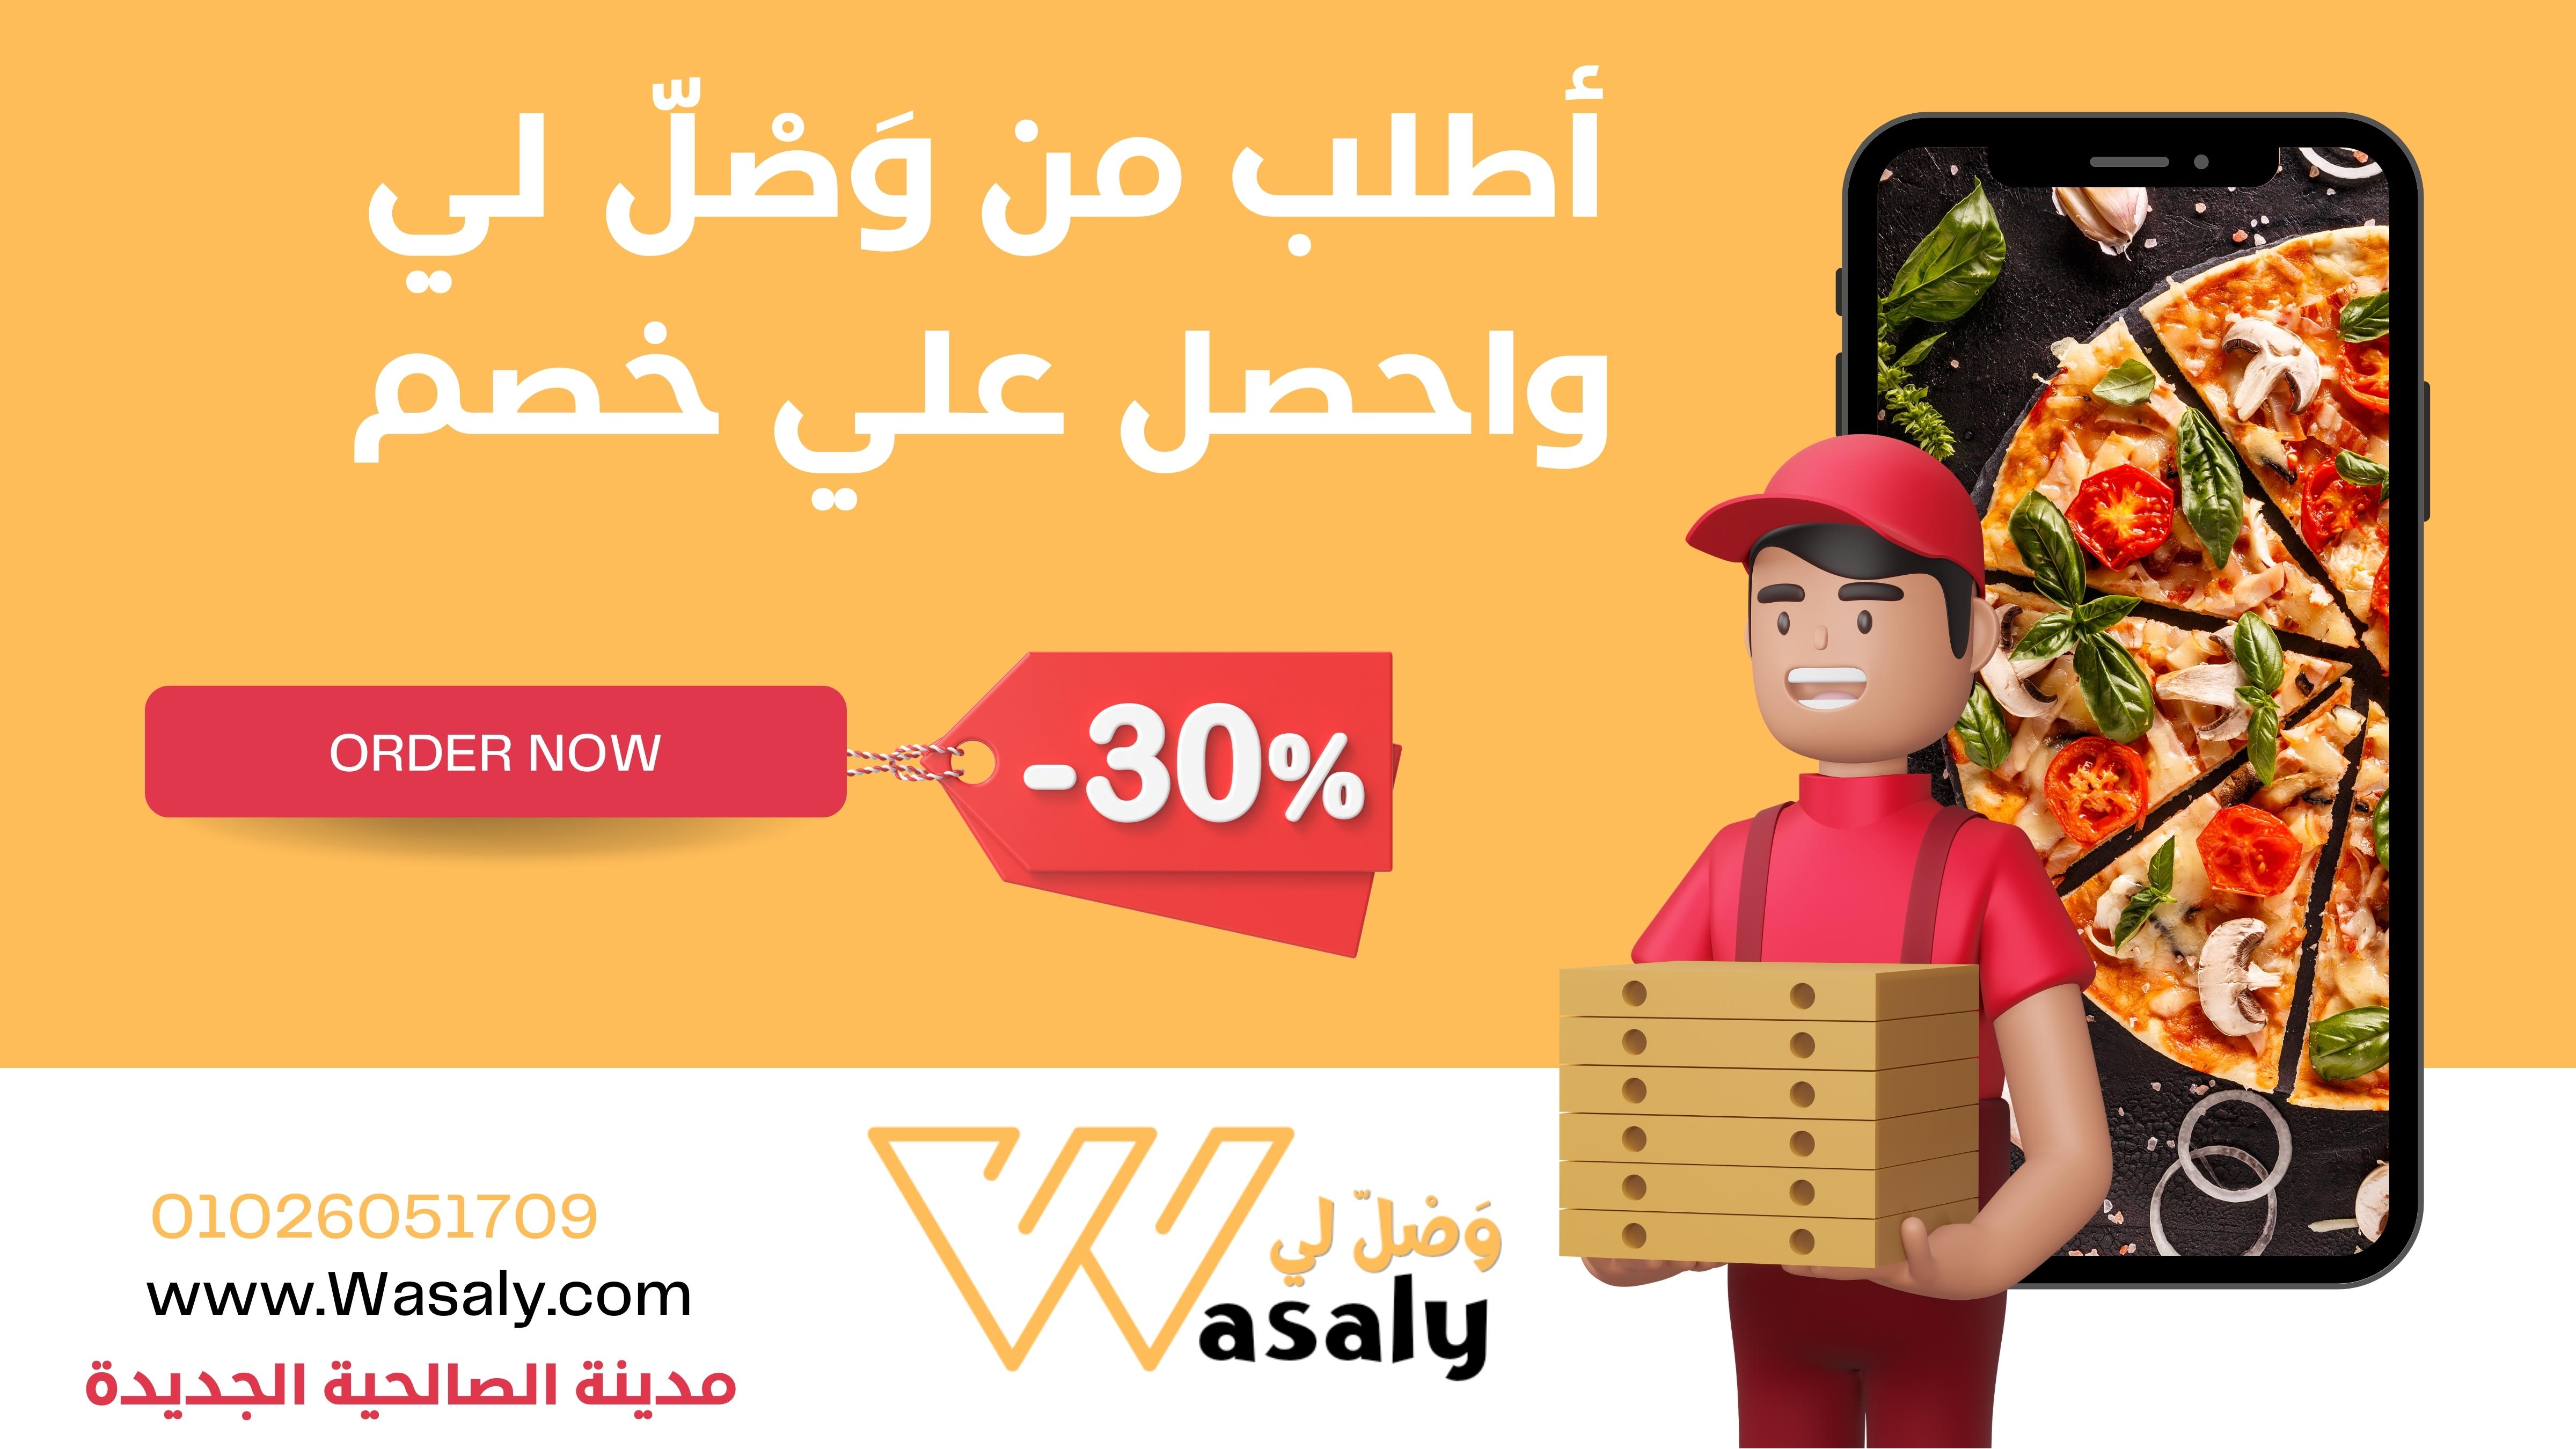 أطلب من وَصْلّ لي
واحصل علي خصم
ORDER NOW
-30%
01026051709
www.Wasaly.com
مدينة الصالحية الجديدة
وَصْلّ لي
Wasaly